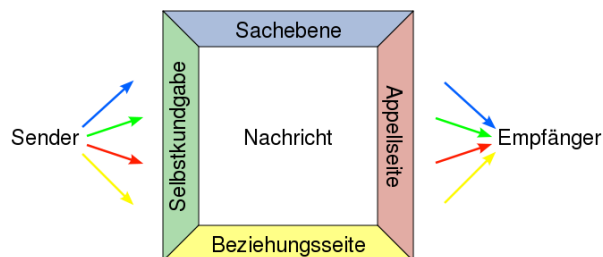 Sachebene
Sender
Selbstkundgabe
Nachricht
Appellseite
Empfänger
Beziehungsseite